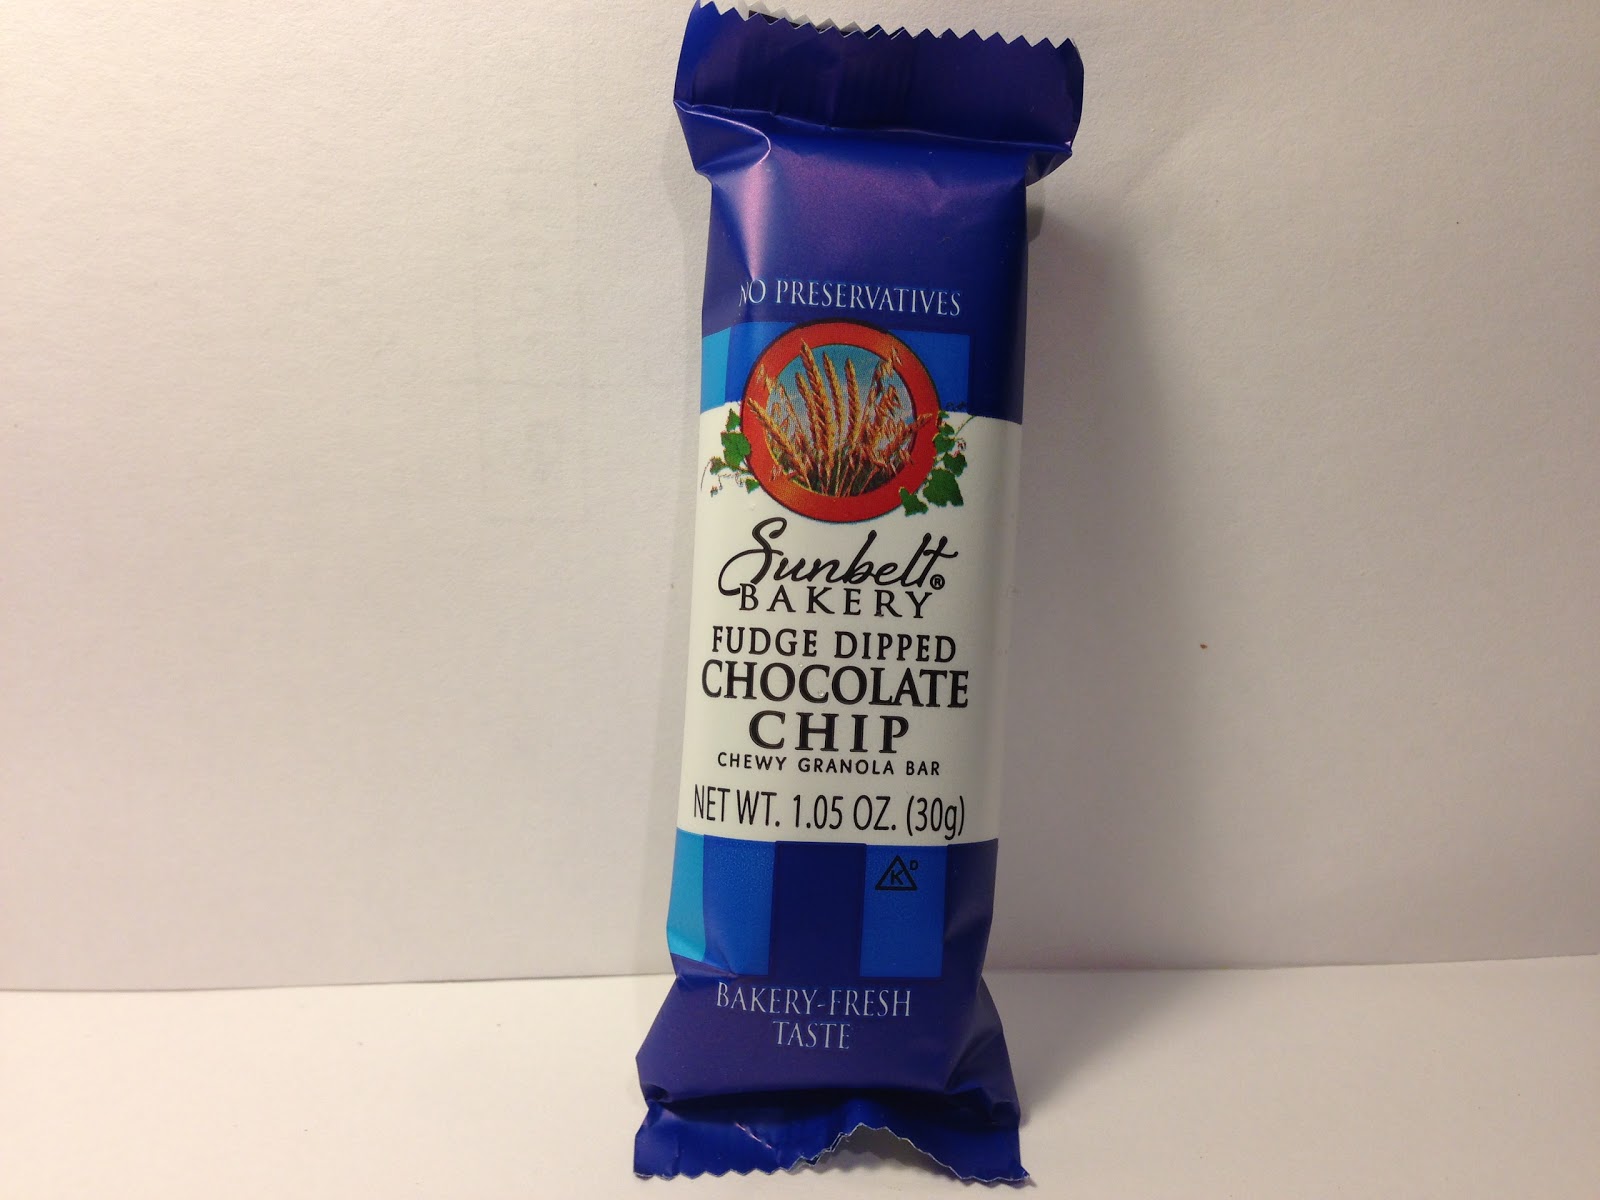 NO PRESERVATIVES
Sunbelt®
BAKERY
FUDGE DIPPED
CHOCOLATE
CHIP
CHEWY GRANOLA BAR
NET WT. 1.05 OZ. (30g)
K D
BAKERY-FRESH
TASTE